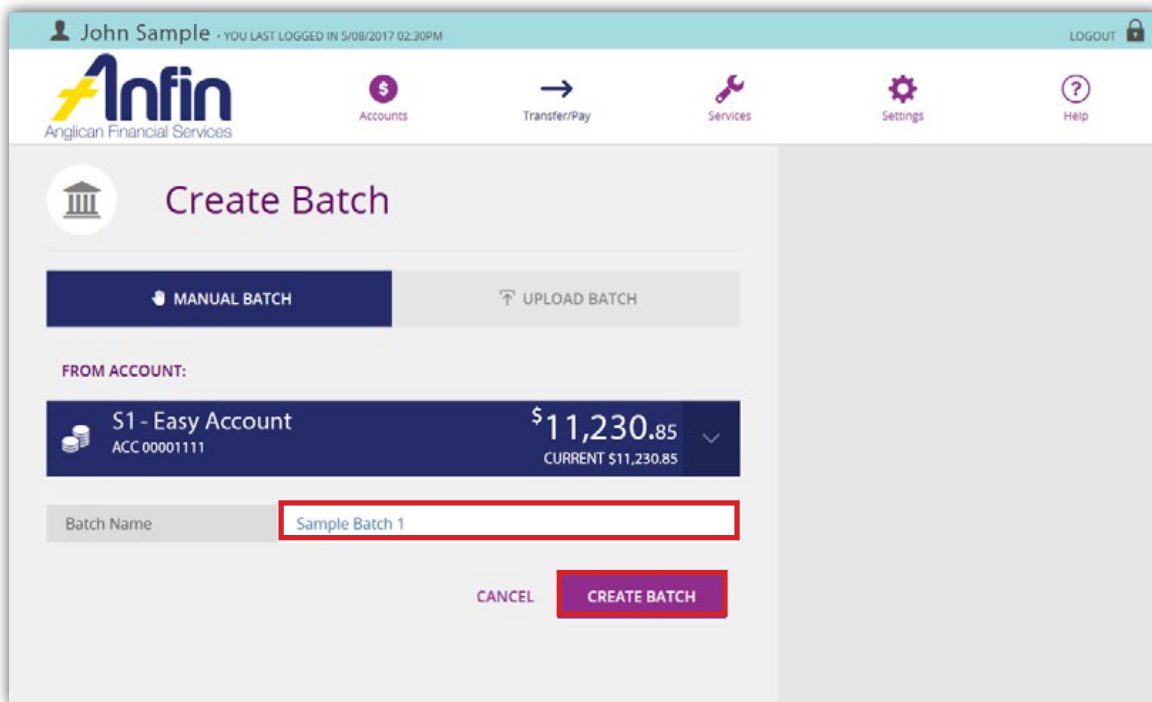 John Sample • YOU LAST LOGGED IN 5/08/2017 02.30PM
LOGOUT
Anfin
Anglican Financial Services
$
Accounts
Transfer/Pay
Services
Settings
?
Help
Create Batch
MANUAL BATCH
UPLOAD BATCH
FROM ACCOUNT:
S1 - Easy Account
$11,230.85
ACC 00001111
CURRENT $11,230.85
Batch Name
Sample Batch 1
CANCEL
CREATE BATCH